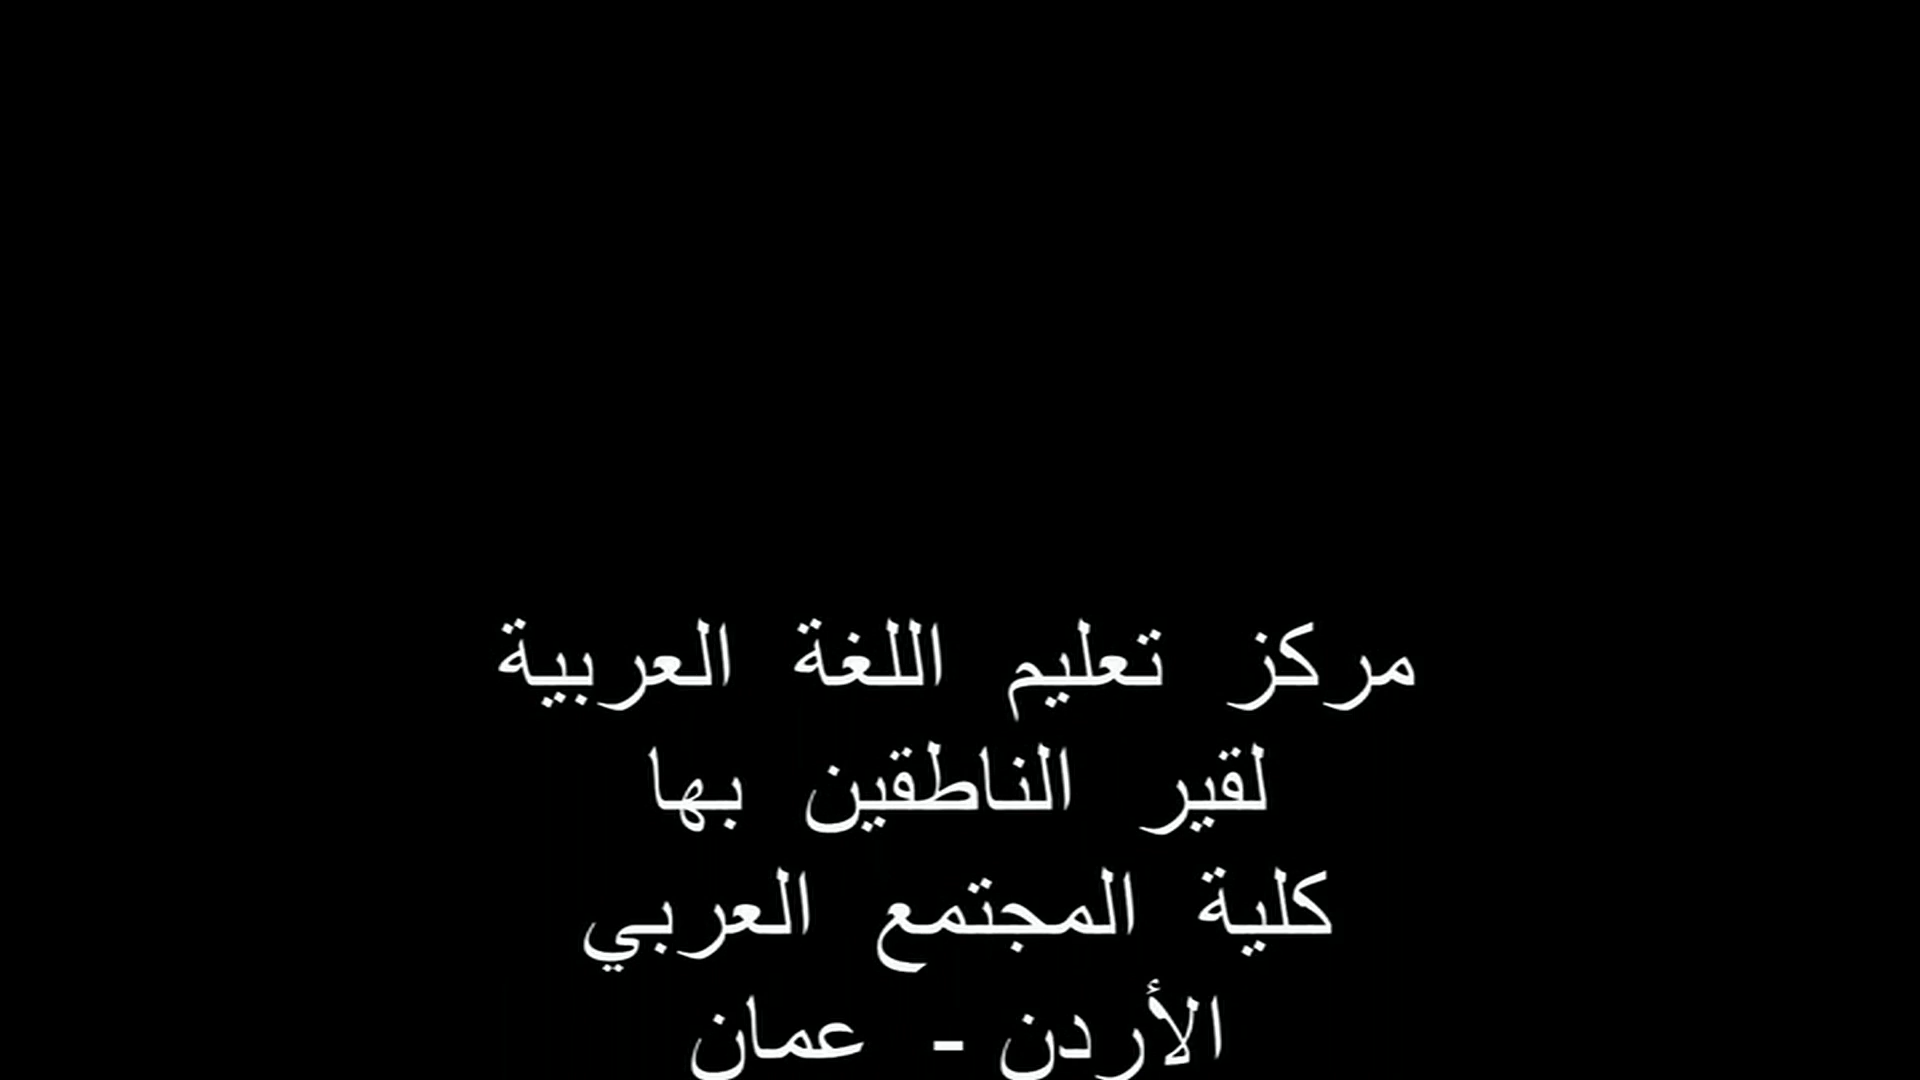 مركز تعليم اللغة العربية
لقير الناطقين بها
كلية المجتمع العربي
الأردن - عمان